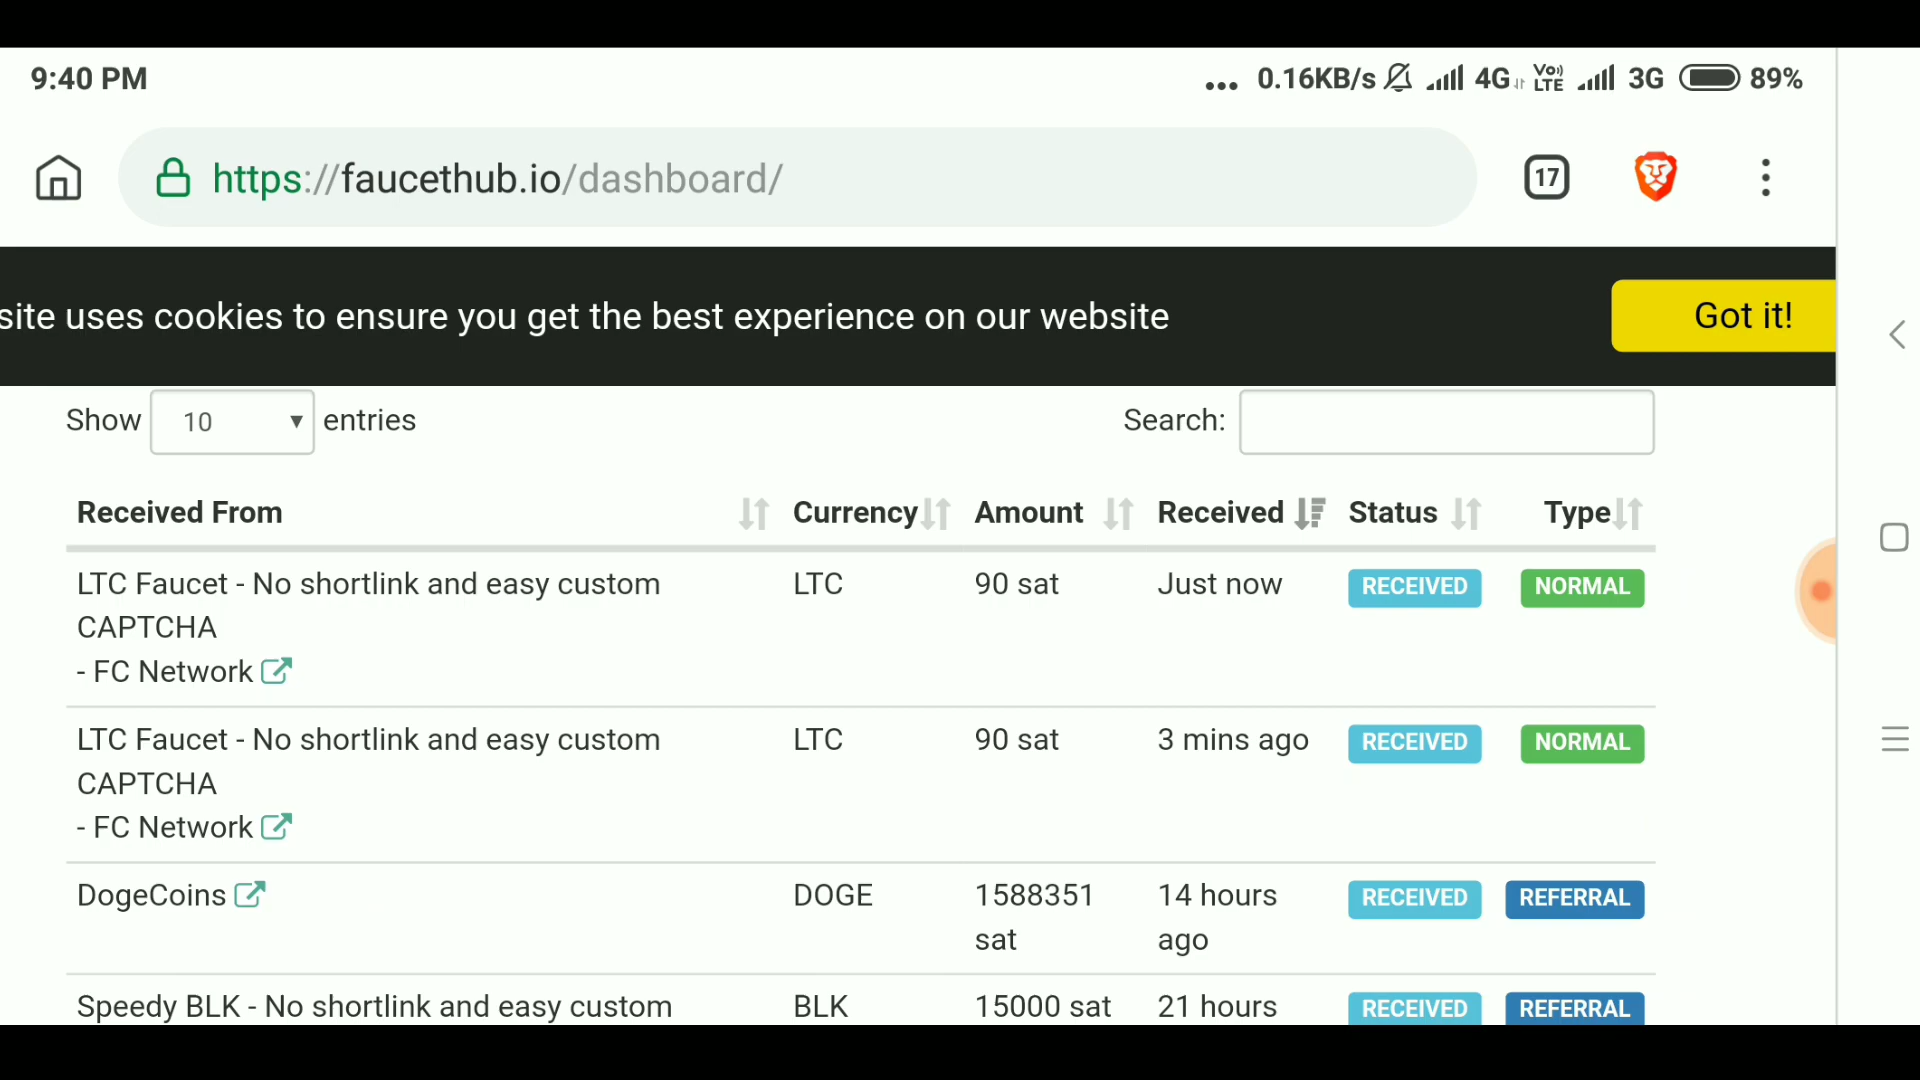 9:40 PM
... 0.16KB/s 4G Vo)) LTE 3G 89%
https://faucethub.io/dashboard/
17
site uses cookies to ensure you get the best experience on our website
Got it!
Show 10 entries
Search:
Received From Currency Amount Received Status Type
LTC Faucet - No shortlink and easy custom LTC 90 sat Just now RECEIVED NORMAL
CAPTCHA
- FC Network
LTC Faucet - No shortlink and easy custom LTC 90 sat 3 mins ago RECEIVED NORMAL
CAPTCHA
- FC Network
DogeCoins DOGE 1588351 14 hours RECEIVED REFERRAL
sat ago
Speedy BLK - No shortlink and easy custom BLK 15000 sat 21 hours RECEIVED REFERRAL